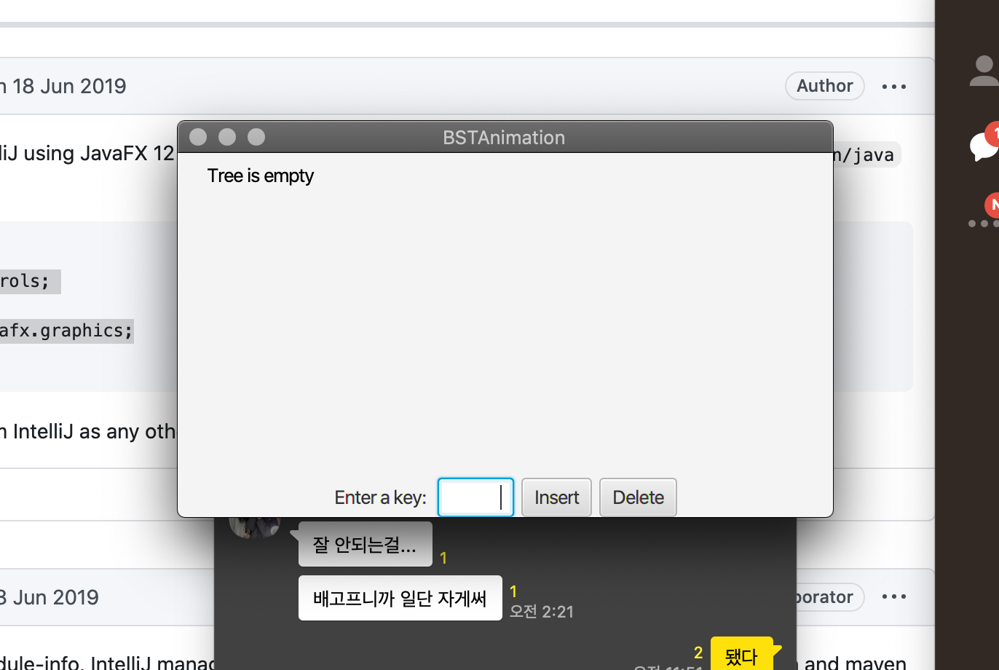 18 Jun 2019
Author
liJ using JavaFX 12
n/java
BSTAnimation
Tree is empty
rols;
afx.graphics;
IntelliJ as any oth
Enter a key:
Insert
Delete
잘 안되는걸...
1
배고프니까 일단 자게써
1
오전 2:21
8 Jun 2019
borator
2
됐다
dule-info. IntelliJ manag
and maven
1
N